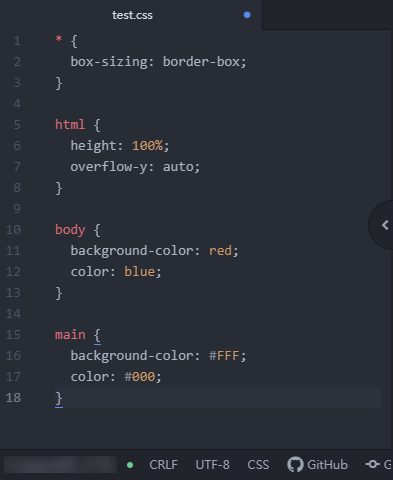 test.css
1 * {
2 box-sizing: border-box;
3 }
4
5 html {
6 height: 100%;
7 overflow-y: auto;
8 }
9
10 body {
11 background-color: red;
12 color: blue;
13 }
14
15 main {
16 background-color: #FFF;
17 color: #000;
18 }
CRLF UTF-8 CSS GitHub G